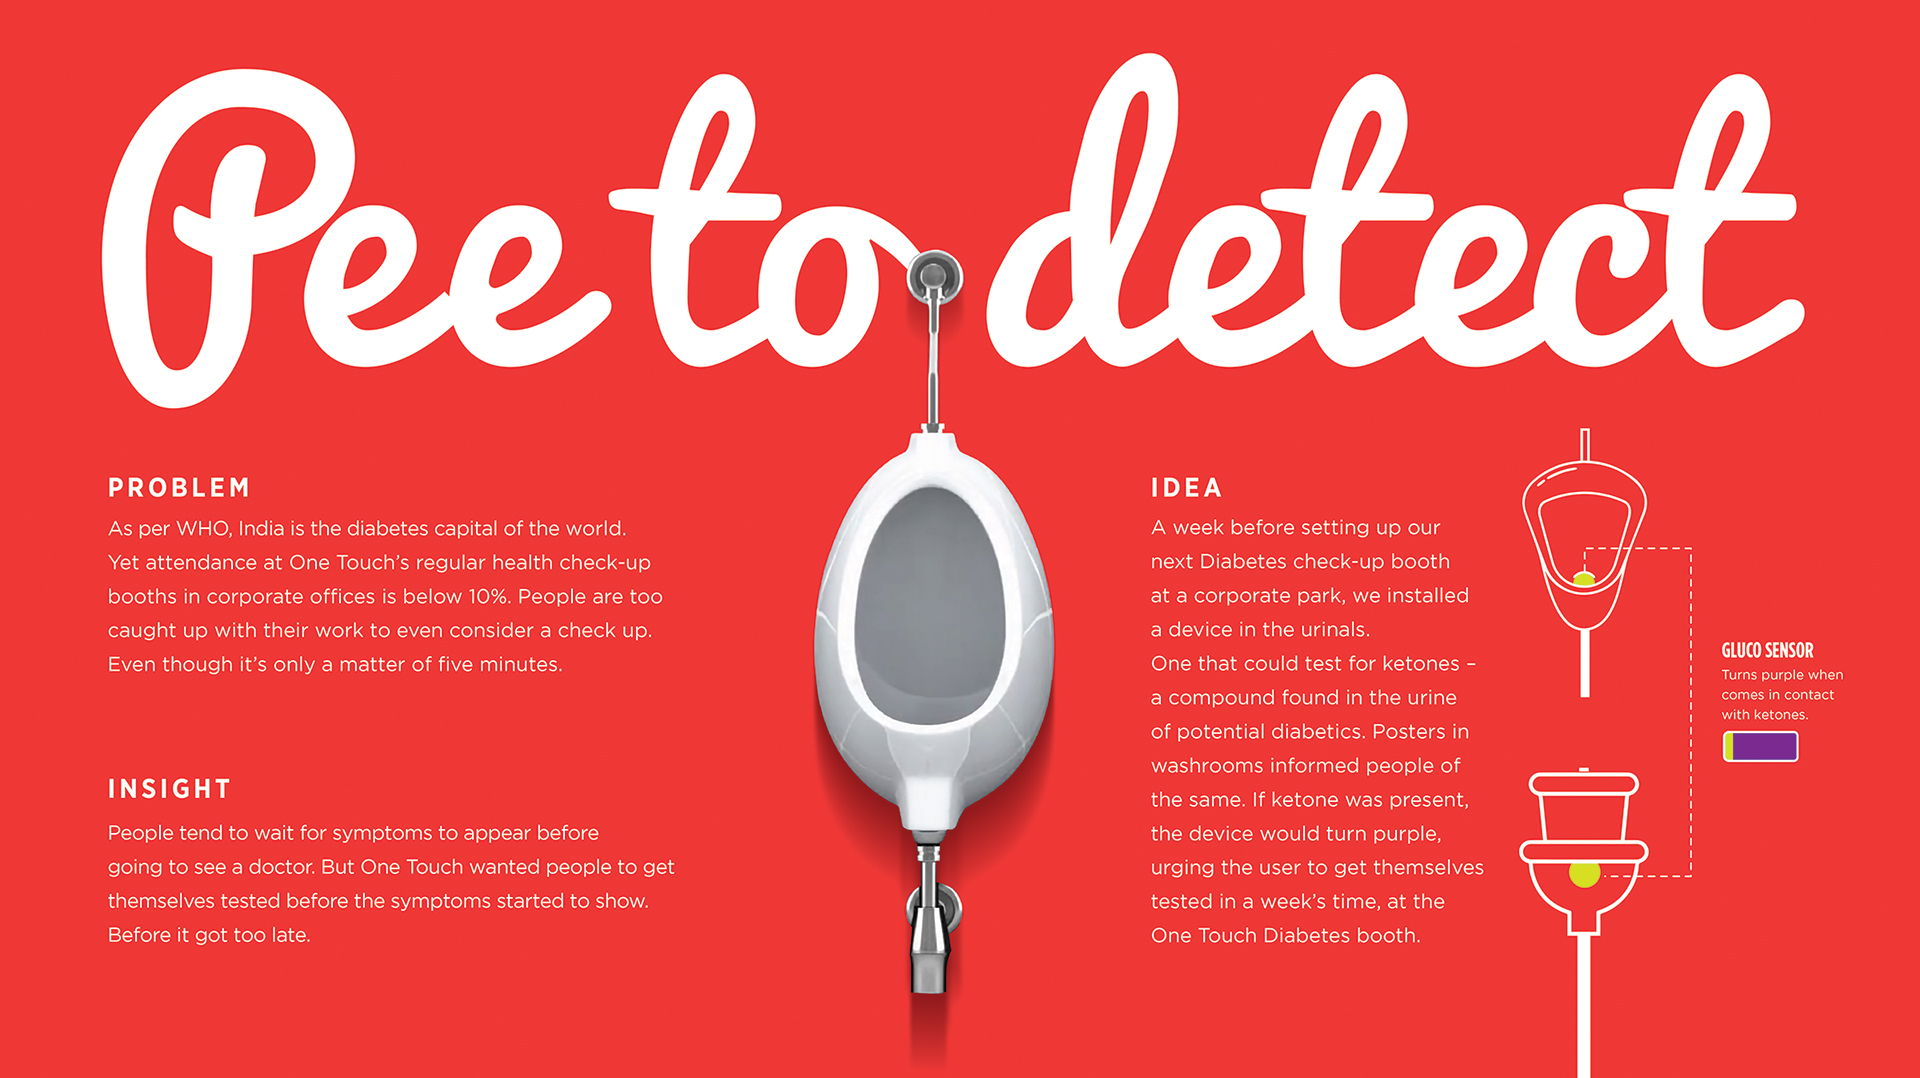 Pee to detect
PROBLEM
As per WHO, India is the diabetes capital of the world.
Yet attendance at One Touch’s regular health check-up
booths in corporate offices is below 10%. People are too
caught up with their work to even consider a check up.
Even though it’s only a matter of five minutes.
INSIGHT
People tend to wait for symptoms to appear before
going to see a doctor. But One Touch wanted people to get
themselves tested before the symptoms started to show.
Before it got too late.
IDEA
A week before setting up our
next Diabetes check-up booth
at a corporate park, we installed
a device in the urinals.
One that could test for ketones –
a compound found in the urine
of potential diabetics. Posters in
washrooms informed people of
the same. If ketone was present,
the device would turn purple,
urging the user to get themselves
tested in a week’s time, at the
One Touch Diabetes booth.
GLUCO SENSOR
Turns purple when
comes in contact
with ketones.